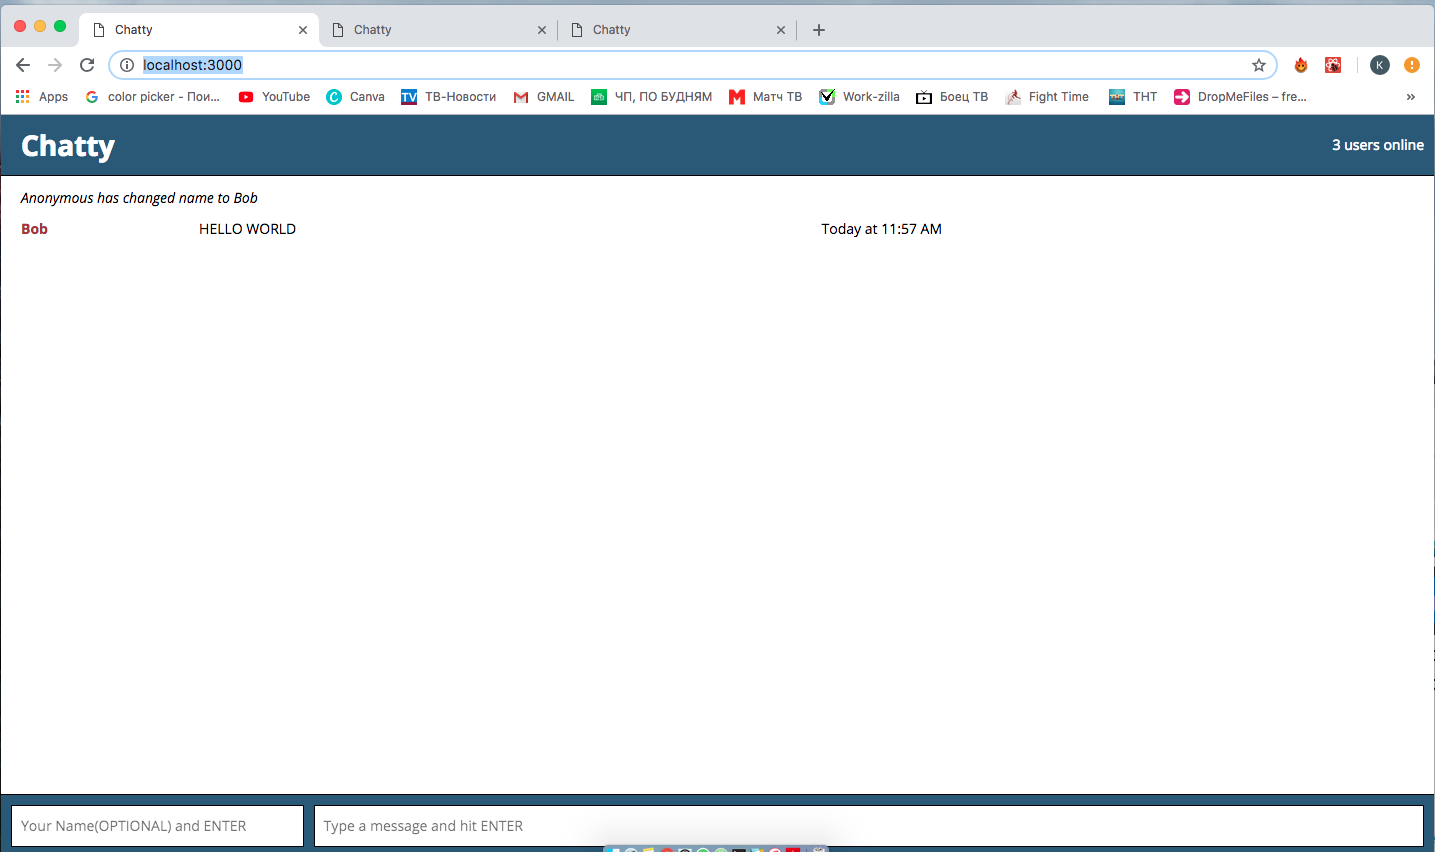 Chatty Chatty Chatty
localhost:3000 K
Apps color picker - Пои... YouTube Canva TV ТВ-Новости GMAIL ЧП, ПО БУДНЯМ Матч ТВ Work-zilla Боец ТВ Fight Time ТНТ DropMeFiles – fre... »
Chatty 3 users online
Anonymous has changed name to Bob
Bob HELLO WORLD Today at 11:57 AM
Your Name(OPTIONAL) and ENTER Type a message and hit ENTER